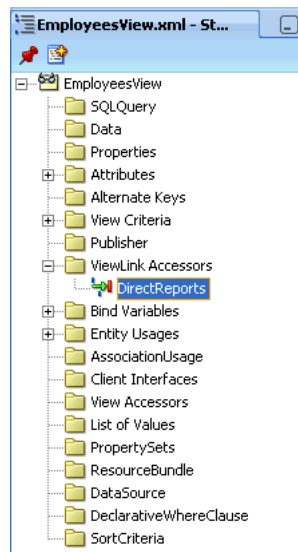 EmployeesView.xml - St...
EmployeesView
SQLQuery
Data
Properties
Attributes
Alternate Keys
View Criteria
Publisher
ViewLink Accessors
DirectReports
Bind Variables
Entity Usages
AssociationUsage
Client Interfaces
View Accessors
List of Values
PropertySets
ResourceBundle
DataSource
DeclarativeWhereClause
SortCriteria